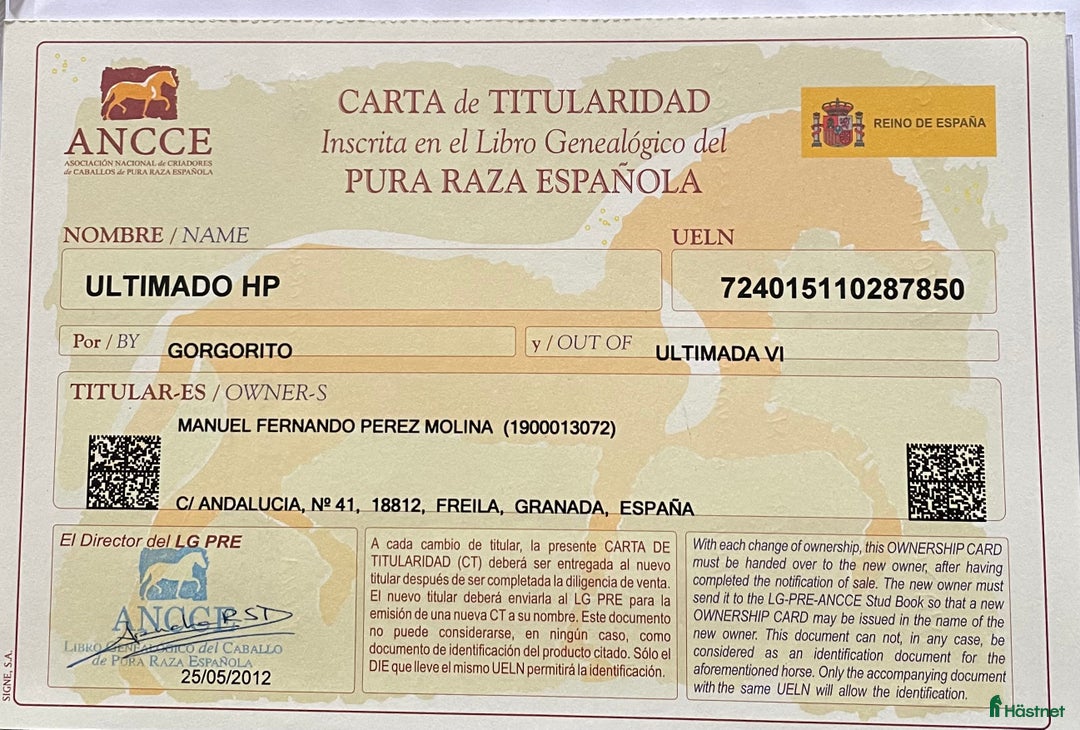 ANCCE
ASOCIACIÓN NACIONAL de CRIADORES
de CABALLOS de PURA RAZA ESPAÑOLA
CARTA de TITULARIDAD
Inscrita en el Libro Genealógico del
PURA RAZA ESPAÑOLA
REINO DE ESPAÑA
NOMBRE / NAME
ULTIMADO HP
UELN
724015110287850
Por / BY
GORGORITO
y / OUT OF
ULTIMADA VI
TITULAR-ES / OWNER-S
MANUEL FERNANDO PEREZ MOLINA (1900013072)
C/ ANDALUCIA, Nº 41, 18812, FREILA, GRANADA, ESPAÑA
El Director del LG PRE
ANCCE
LIBRO GENEALÓGICO del CABALLO
de PURA RAZA ESPAÑOLA
25/05/2012
A cada cambio de titular, la presente CARTA DE
TITULARIDAD (CT) deberá ser entregada al nuevo
titular después de ser completada la diligencia de venta.
El nuevo titular deberá enviarla al LG PRE para la
emisión de una nueva CT a su nombre. Este documento
no puede considerarse, en ningún caso, como
documento de identificación del producto citado. Sólo el
DIE que lleve el mismo UELN permitirá la identificación.
With each change of ownership, this OWNERSHIP CARD
must be handed over to the new owner, after having
completed the notification of sale. The new owner must
send it to the LG-PRE-ANCCE Stud Book so that a new
OWNERSHIP CARD may be issued in the name of the
new owner. This document can not, in any case, be
considered as an identification document for the
aforementioned horse. Only the accompanying document
with the same UELN will allow the identification.
SIGNE, S.A.
Hästnet